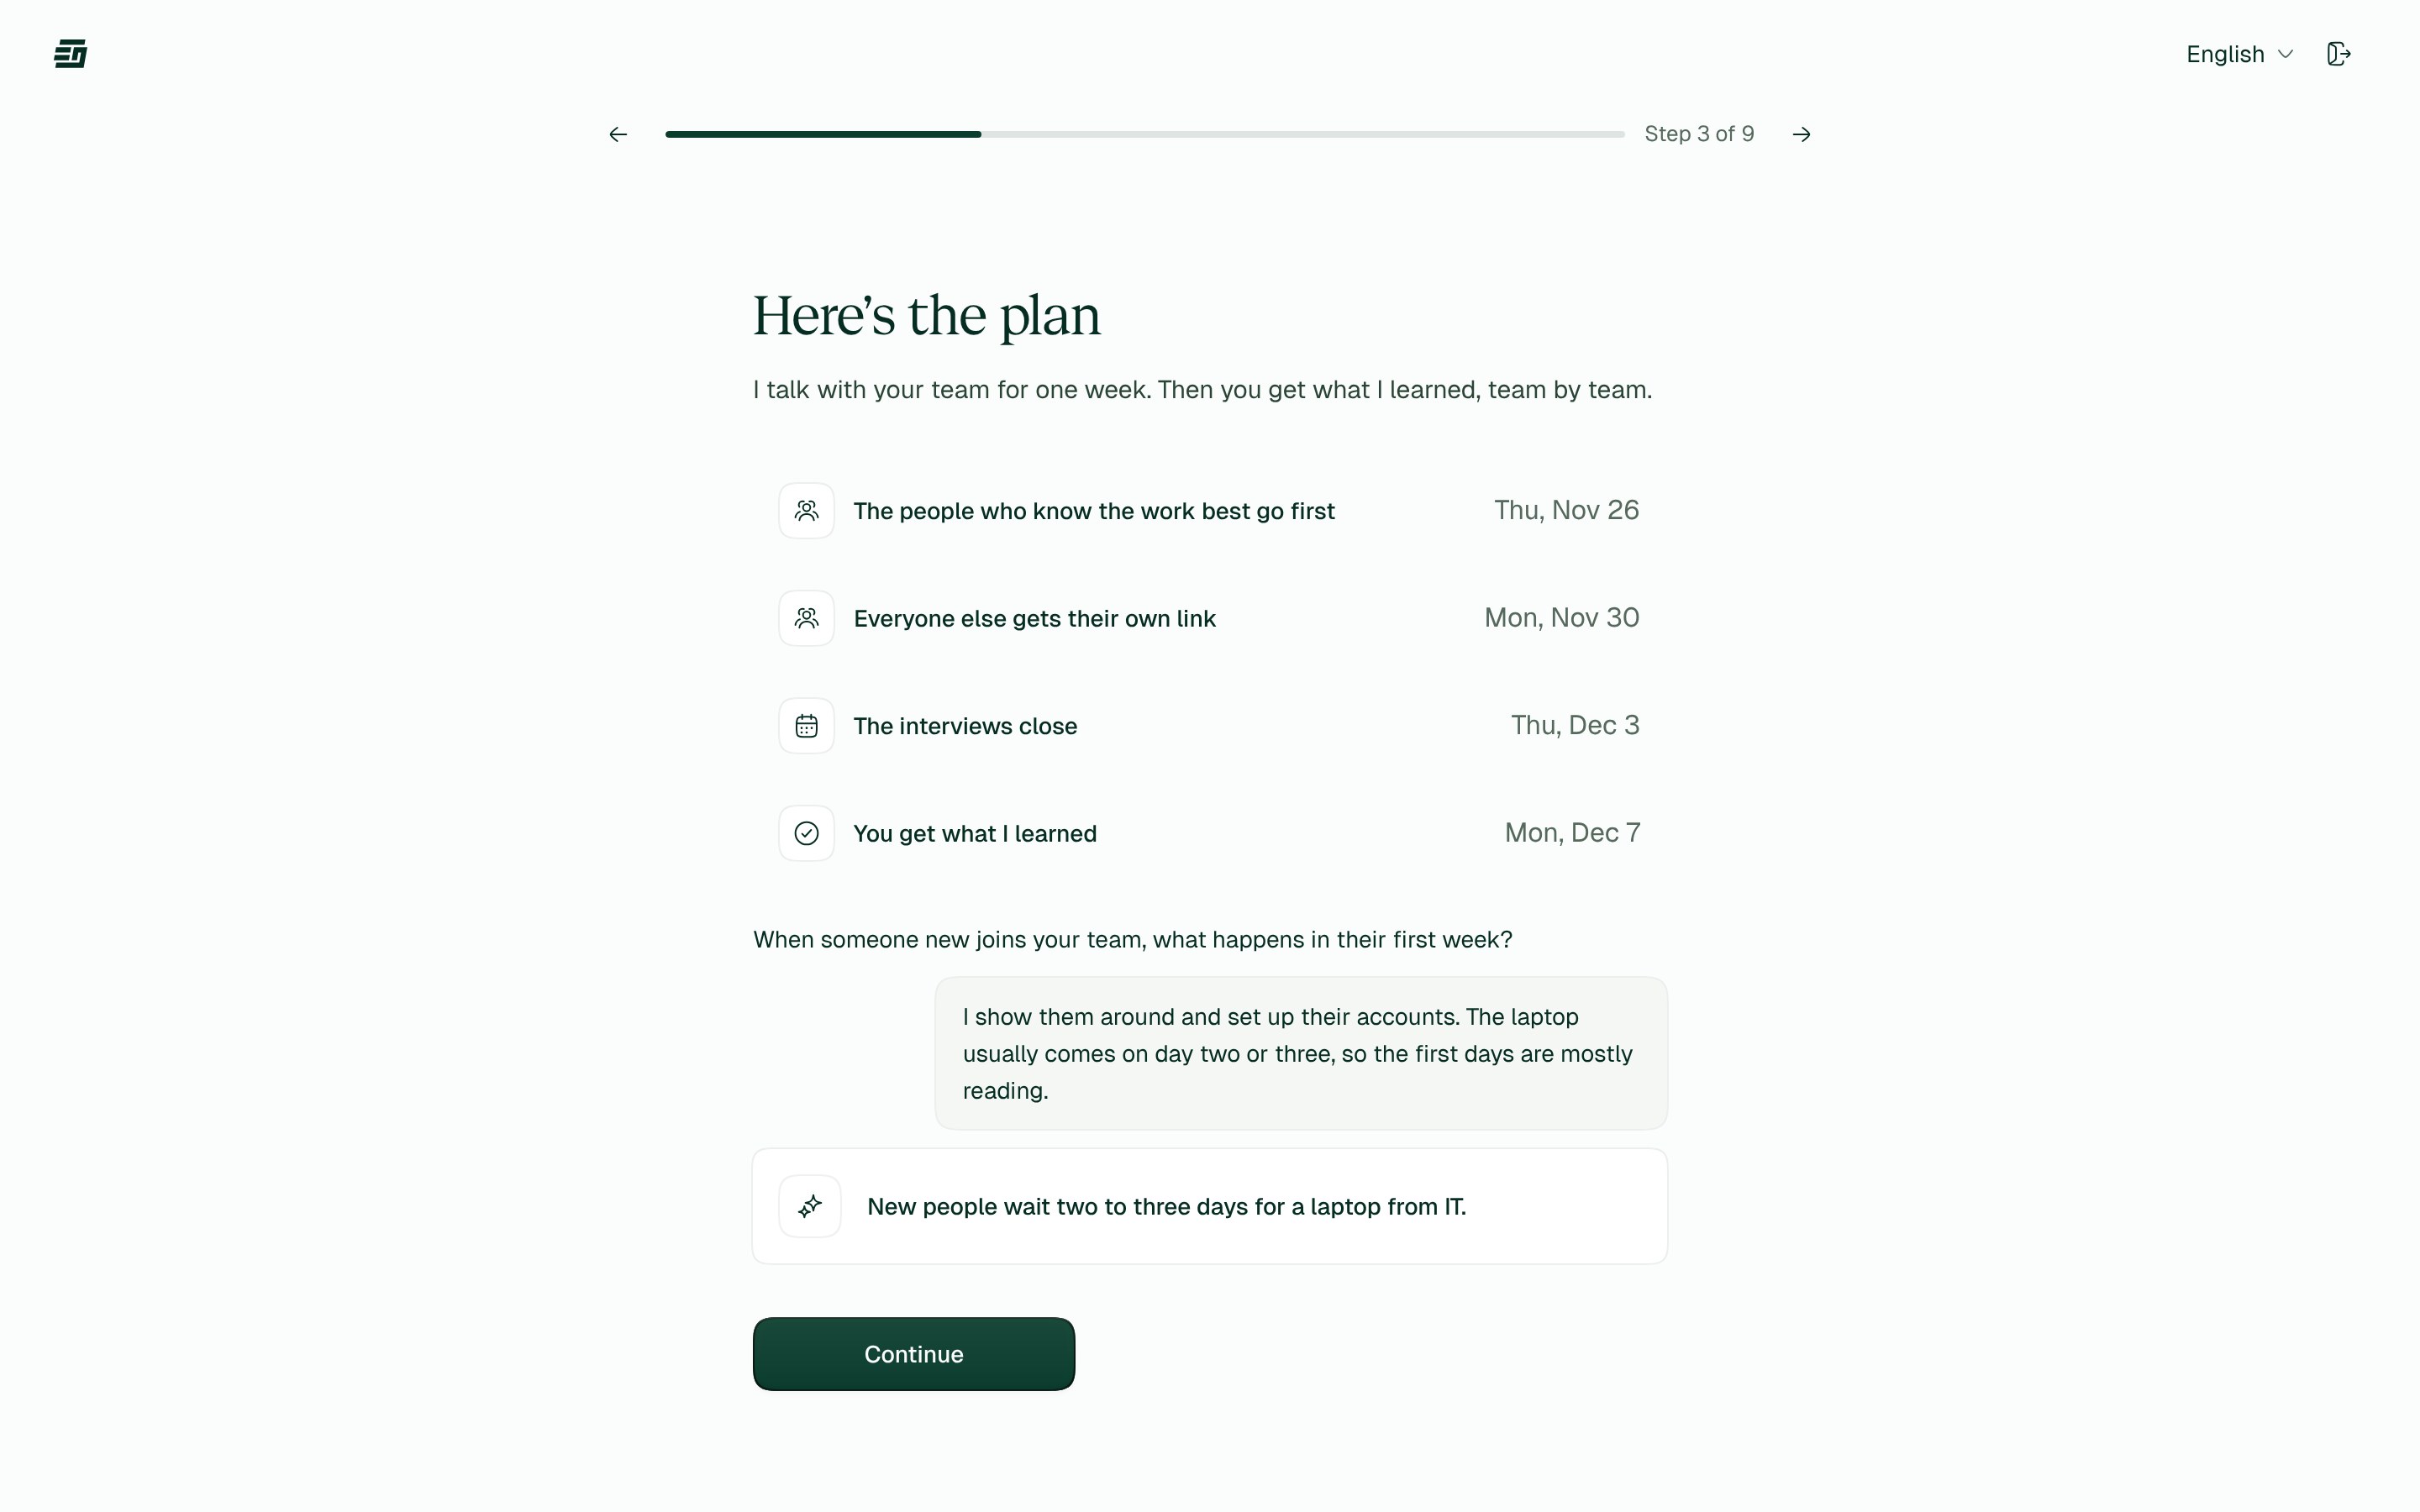 English
Step 3 of 9
Here’s the plan
I talk with your team for one week. Then you get what I learned, team by team.
The people who know the work best go first
Thu, Nov 26
Everyone else gets their own link
Mon, Nov 30
The interviews close
Thu, Dec 3
You get what I learned
Mon, Dec 7
When someone new joins your team, what happens in their first week?
I show them around and set up their accounts. The laptop
usually comes on day two or three, so the first days are mostly
reading.
New people wait two to three days for a laptop from IT.
Continue